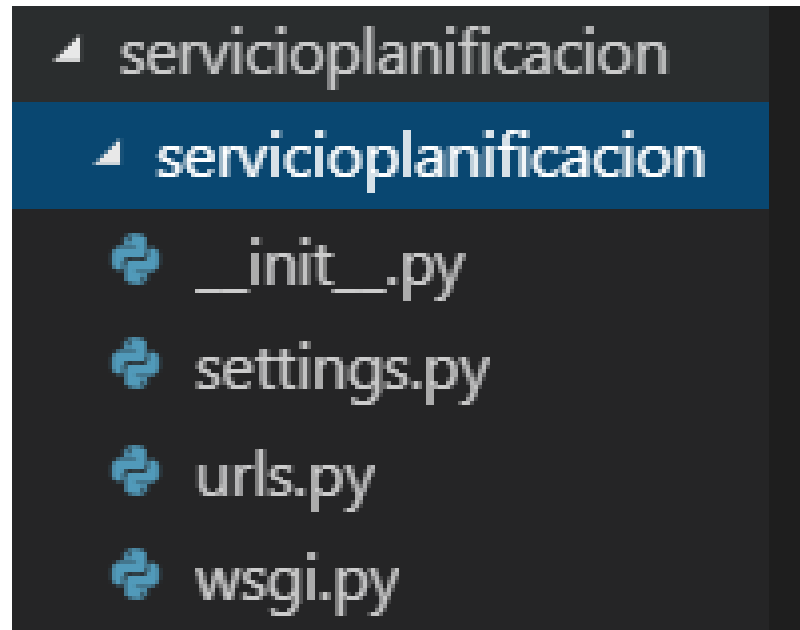 servicioplanificacion
servicioplanificacion
__init__.py
settings.py
urls.py
wsgi.py